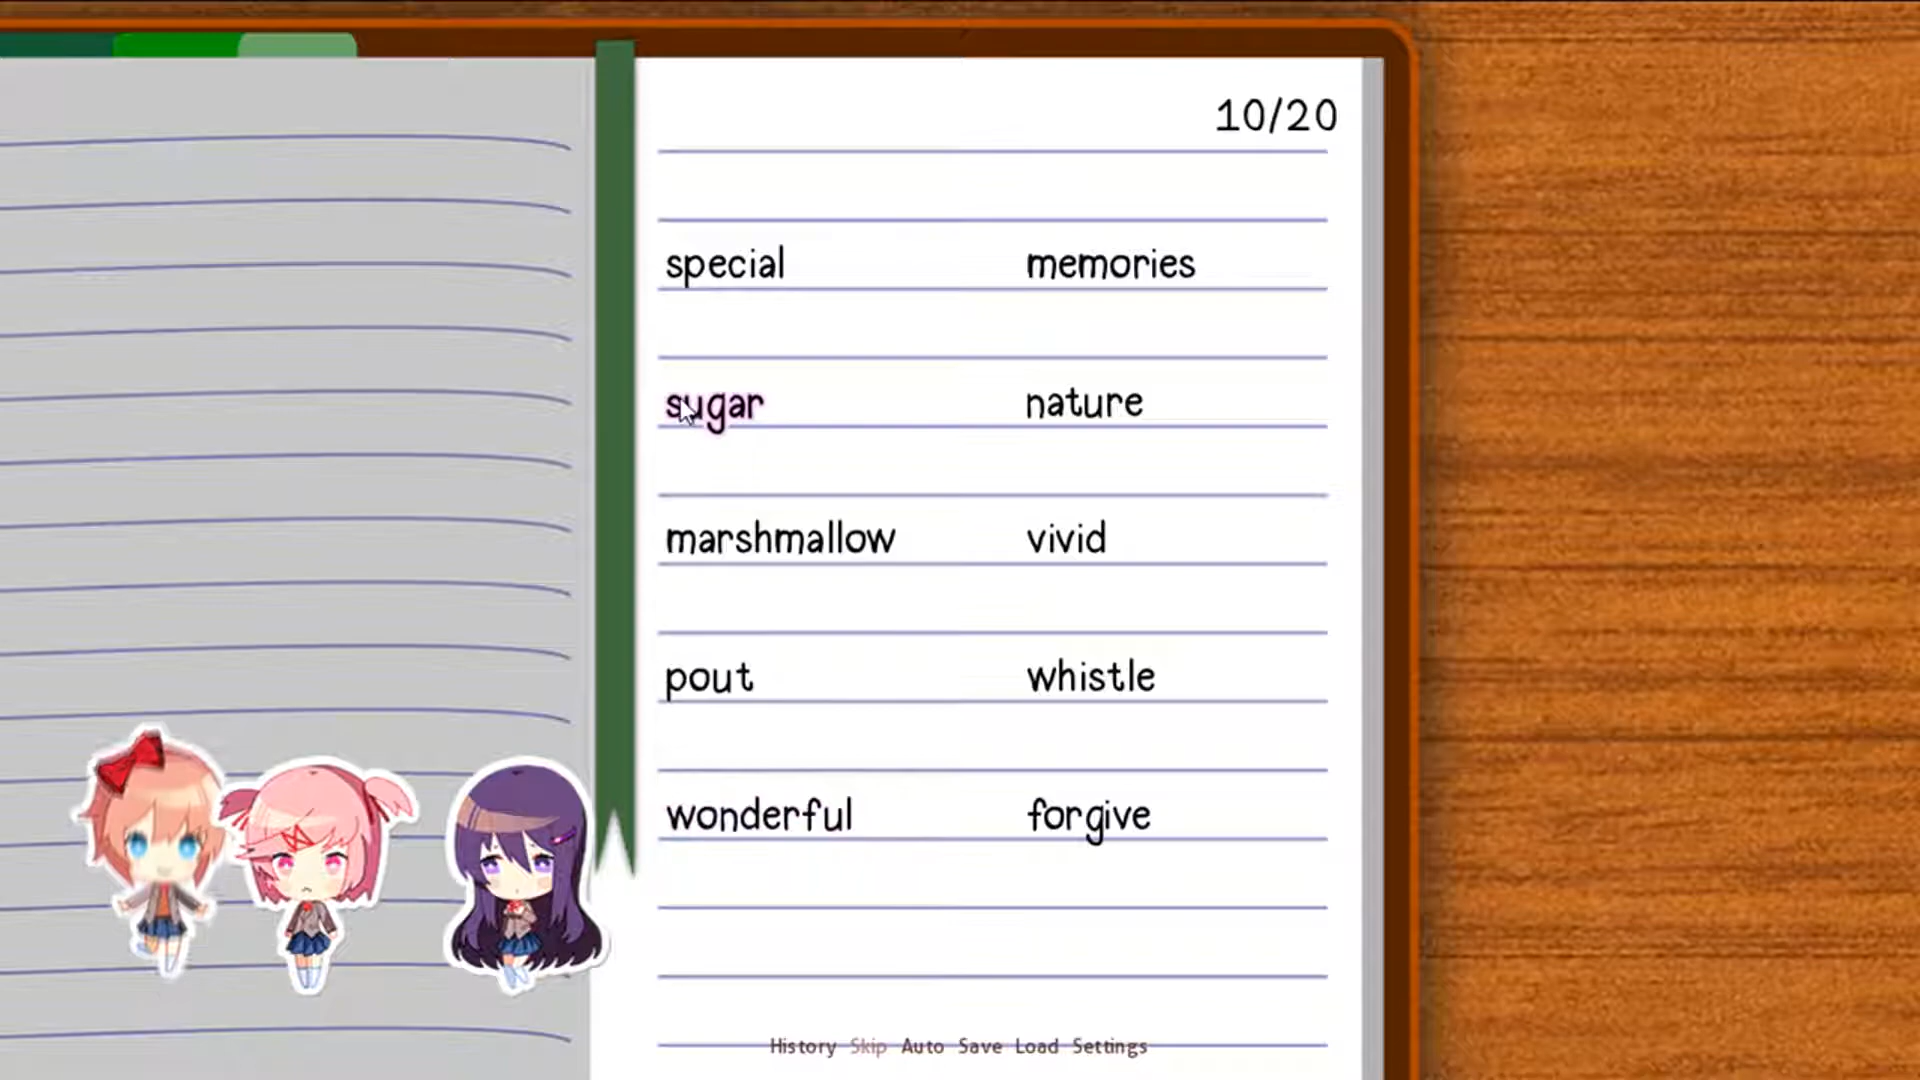 10/20
special memories
sugar nature
marshmallow vivid
pout whistle
wonderful forgive
History Skip Auto Save Load Settings